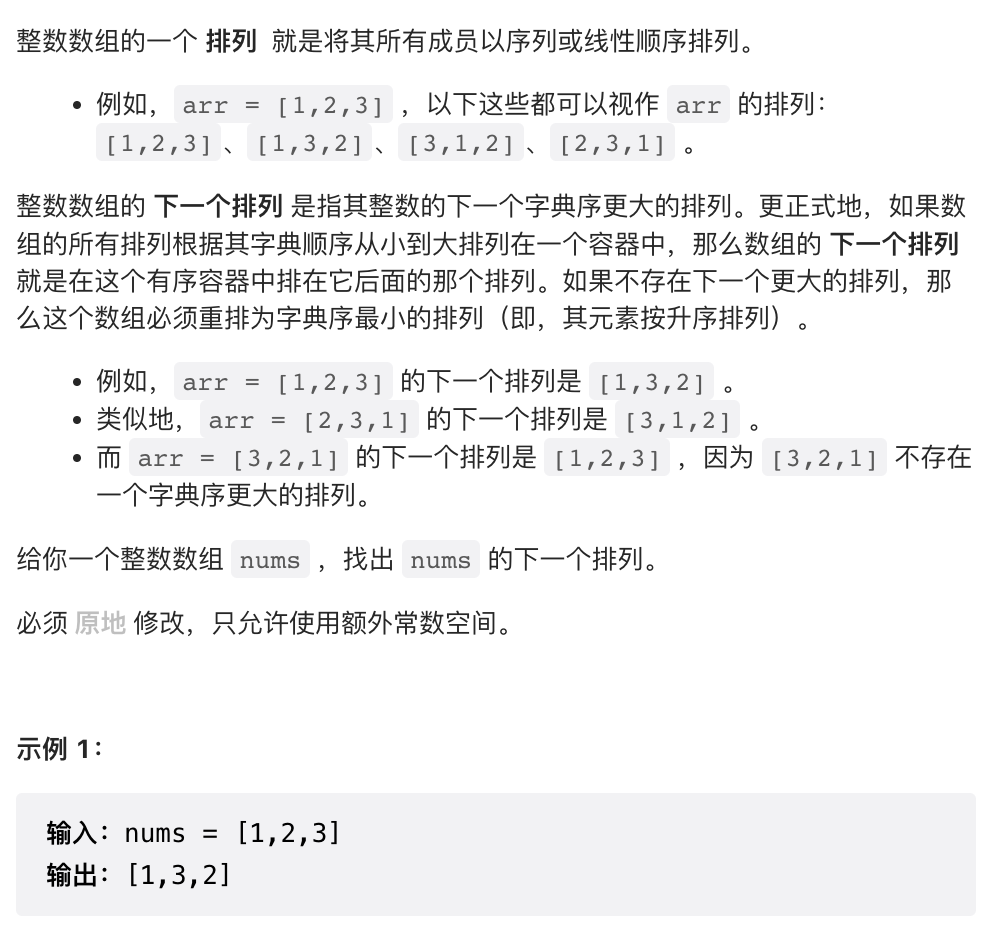 整数数组的一个 排列 就是将其所有成员以序列或线性顺序排列。
• 例如，arr = [1,2,3] ，以下这些都可以视作 arr 的排列：
[1,2,3] 、[1,3,2] 、[3,1,2] 、[2,3,1] 。
整数数组的 下一个排列 是指其整数的下一个字典序更大的排列。更正式地，如果数
组的所有排列根据其字典顺序从小到大排列在一个容器中，那么数组的 下一个排列
就是在这个有序容器中排在它后面的那个排列。如果不存在下一个更大的排列，那
么这个数组必须重排为字典序最小的排列（即，其元素按升序排列）。
• 例如，arr = [1,2,3] 的下一个排列是 [1,3,2] 。
• 类似地，arr = [2,3,1] 的下一个排列是 [3,1,2] 。
• 而 arr = [3,2,1] 的下一个排列是 [1,2,3] ，因为 [3,2,1] 不存在
一个字典序更大的排列。
给你一个整数数组 nums ，找出 nums 的下一个排列。
必须 原地 修改，只允许使用额外常数空间。
示例 1：
输入：nums = [1,2,3]
输出：[1,3,2]